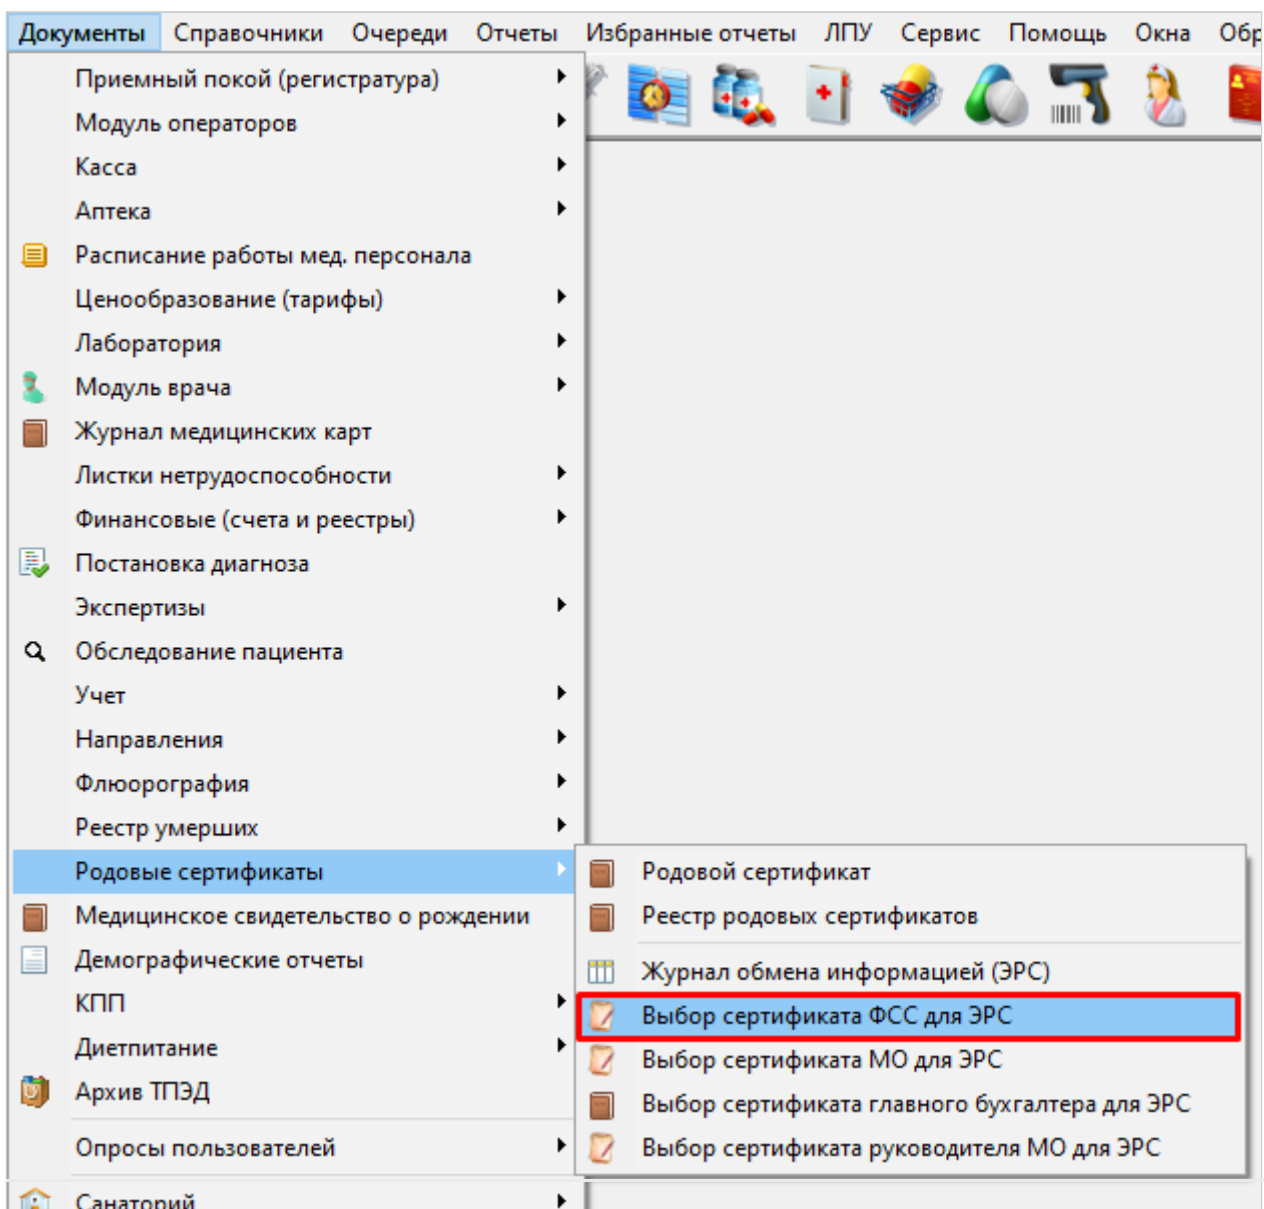 Документы Справочники Очереди Отчеты Избранные отчеты ЛПУ Сервис Помощь Окна Обр
Приемный покой (регистратура)
Модуль операторов
Касса
Аптека
Расписание работы мед. персонала
Ценообразование (тарифы)
Лаборатория
Модуль врача
Журнал медицинских карт
Листки нетрудоспособности
Финансовые (счета и реестры)
Постановка диагноза
Экспертизы
Обследование пациента
Учет
Направления
Флюорография
Реестр умерших
Родовые сертификаты
Медицинское свидетельство о рождении
Демографические отчеты
КПП
Диетпитание
Архив ТПЭД
Опросы пользователей
Санаторий
Родовой сертификат
Реестр родовых сертификатов
Журнал обмена информацией (ЭРС)
Выбор сертификата ФСС для ЭРС
Выбор сертификата МО для ЭРС
Выбор сертификата главного бухгалтера для ЭРС
Выбор сертификата руководителя МО для ЭРС